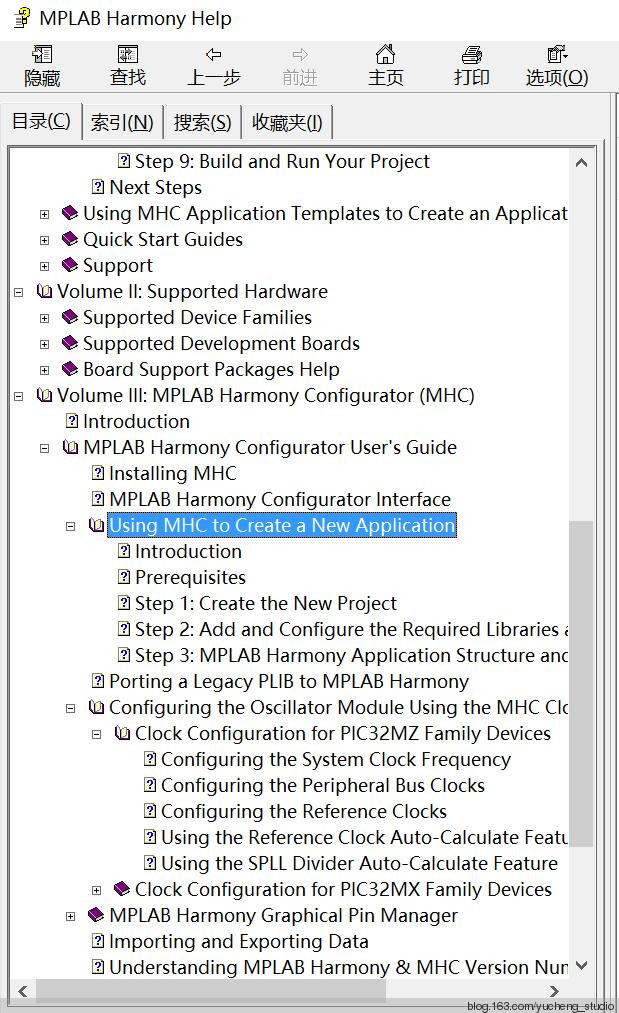 MPLAB Harmony Help
隐藏 查找 上一步 前进 主页 打印 选项(O)
目录(C) 索引(N) 搜索(S) 收藏夹(I)
Step 9: Build and Run Your Project
Next Steps
Using MHC Application Templates to Create an Applicat
Quick Start Guides
Support
Volume II: Supported Hardware
Supported Device Families
Supported Development Boards
Board Support Packages Help
Volume III: MPLAB Harmony Configurator (MHC)
Introduction
MPLAB Harmony Configurator User's Guide
Installing MHC
MPLAB Harmony Configurator Interface
Using MHC to Create a New Application
Introduction
Prerequisites
Step 1: Create the New Project
Step 2: Add and Configure the Required Libraries a
Step 3: MPLAB Harmony Application Structure and
Porting a Legacy PLIB to MPLAB Harmony
Configuring the Oscillator Module Using the MHC Clo
Clock Configuration for PIC32MZ Family Devices
Configuring the System Clock Frequency
Configuring the Peripheral Bus Clocks
Configuring the Reference Clocks
Using the Reference Clock Auto-Calculate Featu
Using the SPLL Divider Auto-Calculate Feature
Clock Configuration for PIC32MX Family Devices
MPLAB Harmony Graphical Pin Manager
Importing and Exporting Data
Understanding MPLAB Harmony & MHC Version Num
blog.163.com/yucheng_studio